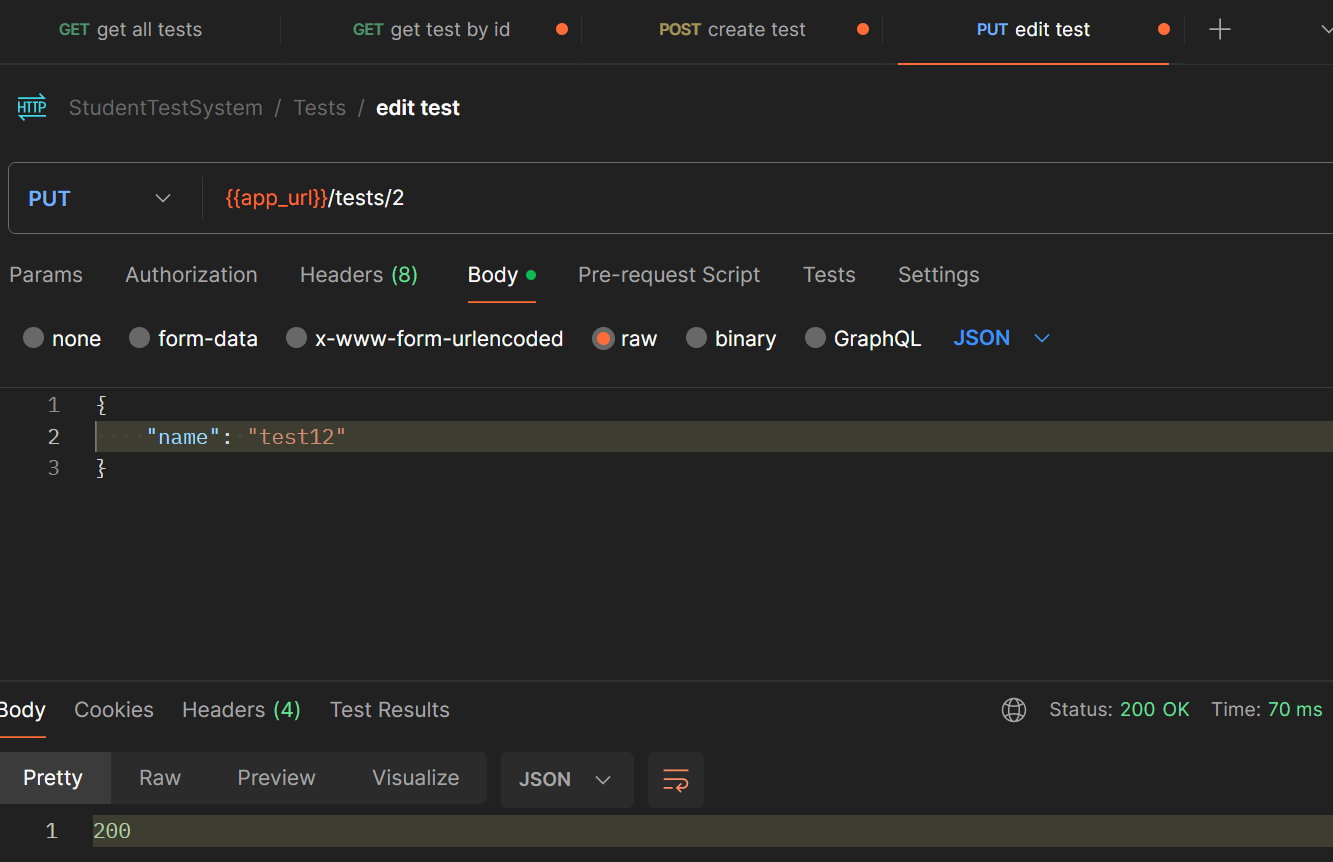 GET get all tests GET get test by id POST create test PUT edit test
HTTP StudentTestSystem / Tests / edit test
PUT {{app_url}}/tests/2
Params Authorization Headers (8) Body Pre-request Script Tests Settings
none form-data x-www-form-urlencoded raw binary GraphQL JSON
1 {
2 "name": "test12"
3 }
Body Cookies Headers (4) Test Results Status: 200 OK Time: 70 ms
Pretty Raw Preview Visualize JSON
1 200